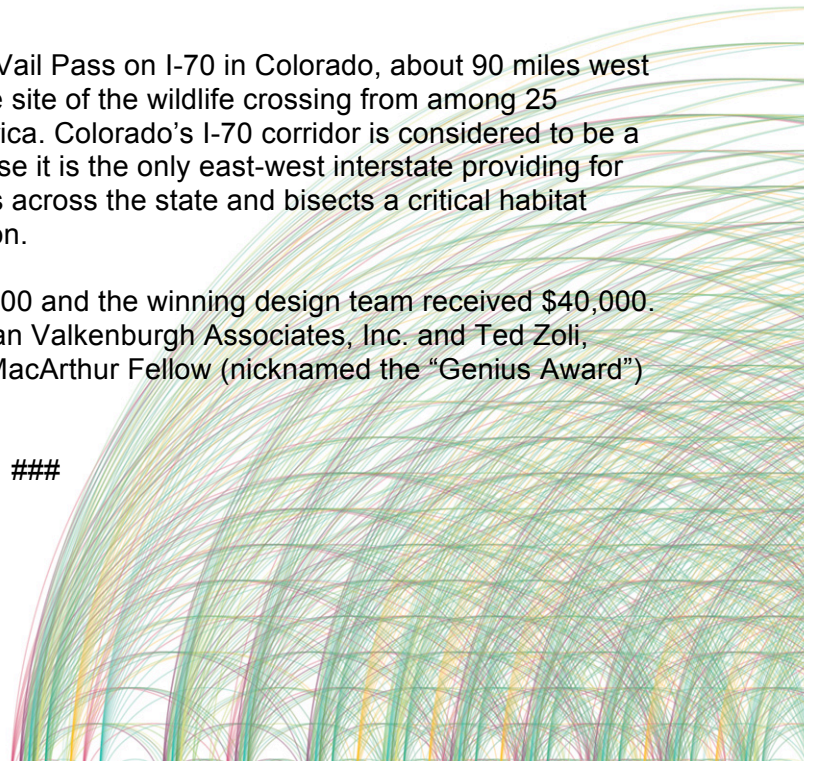 Vail Pass on I-70 in Colorado, about 90 miles west
site of the wildlife crossing from among 25
rica. Colorado’s I-70 corridor is considered to be a
se it is the only east-west interstate providing for
s across the state and bisects a critical habitat
on.
00 and the winning design team received $40,000.
an Valkenburgh Associates, Inc. and Ted Zoli,
MacArthur Fellow (nicknamed the “Genius Award”)
###